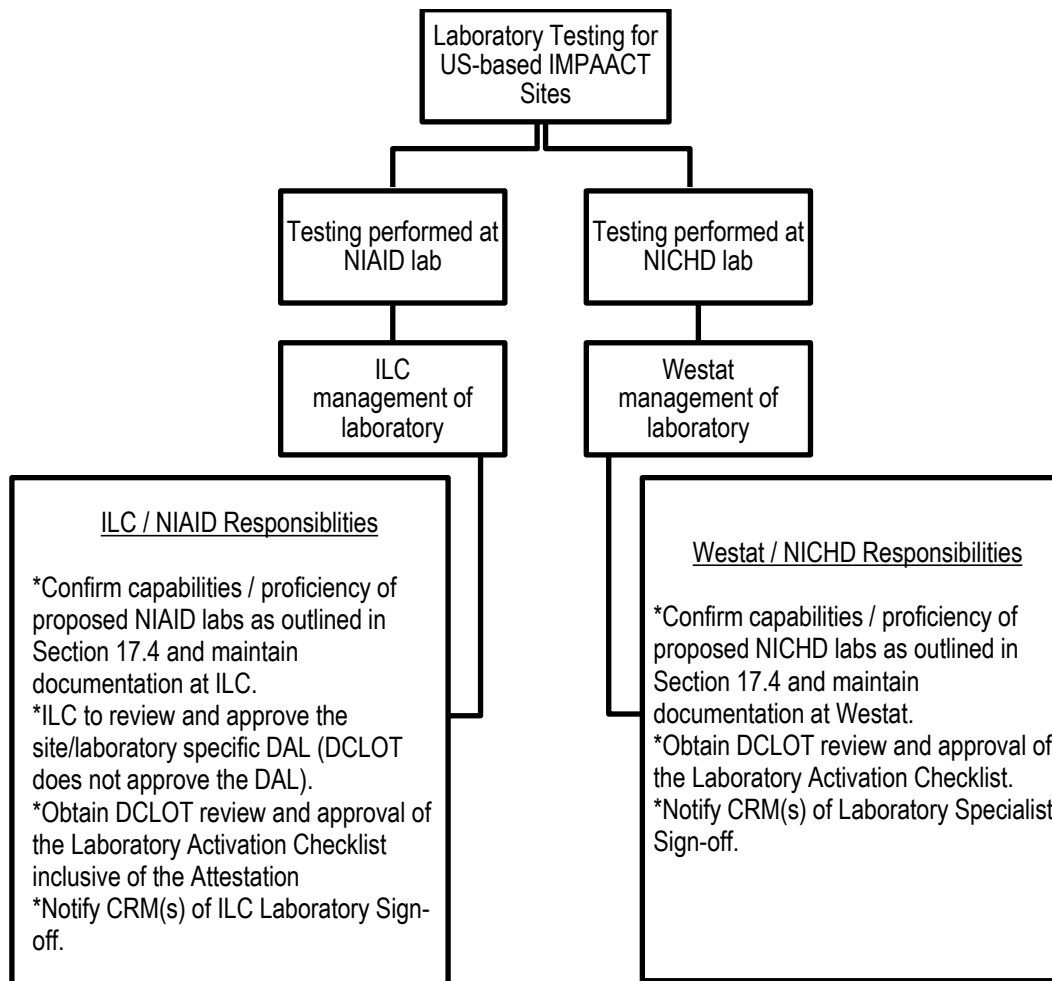 Laboratory Testing for
US-based IMPAACT
Sites
Testing performed at
NIAID lab
Testing performed at
NICHD lab
ILC
management of
laboratory
Westat
management of
laboratory
ILC / NIAID Responsiblities
*Confirm capabilities / proficiency of
proposed NIAID labs as outlined in
Section 17.4 and maintain
documentation at ILC.
*ILC to review and approve the
site/laboratory specific DAL (DCLOT
does not approve the DAL).
*Obtain DCLOT review and approval of
the Laboratory Activation Checklist
inclusive of the Attestation
*Notify CRM(s) of ILC Laboratory Sign-
off.
Westat / NICHD Responsibilities
*Confirm capabilities / proficiency of
proposed NICHD labs as outlined in
Section 17.4 and maintain
documentation at Westat.
*Obtain DCLOT review and approval of
the Laboratory Activation Checklist.
*Notify CRM(s) of Laboratory Specialist
Sign-off.